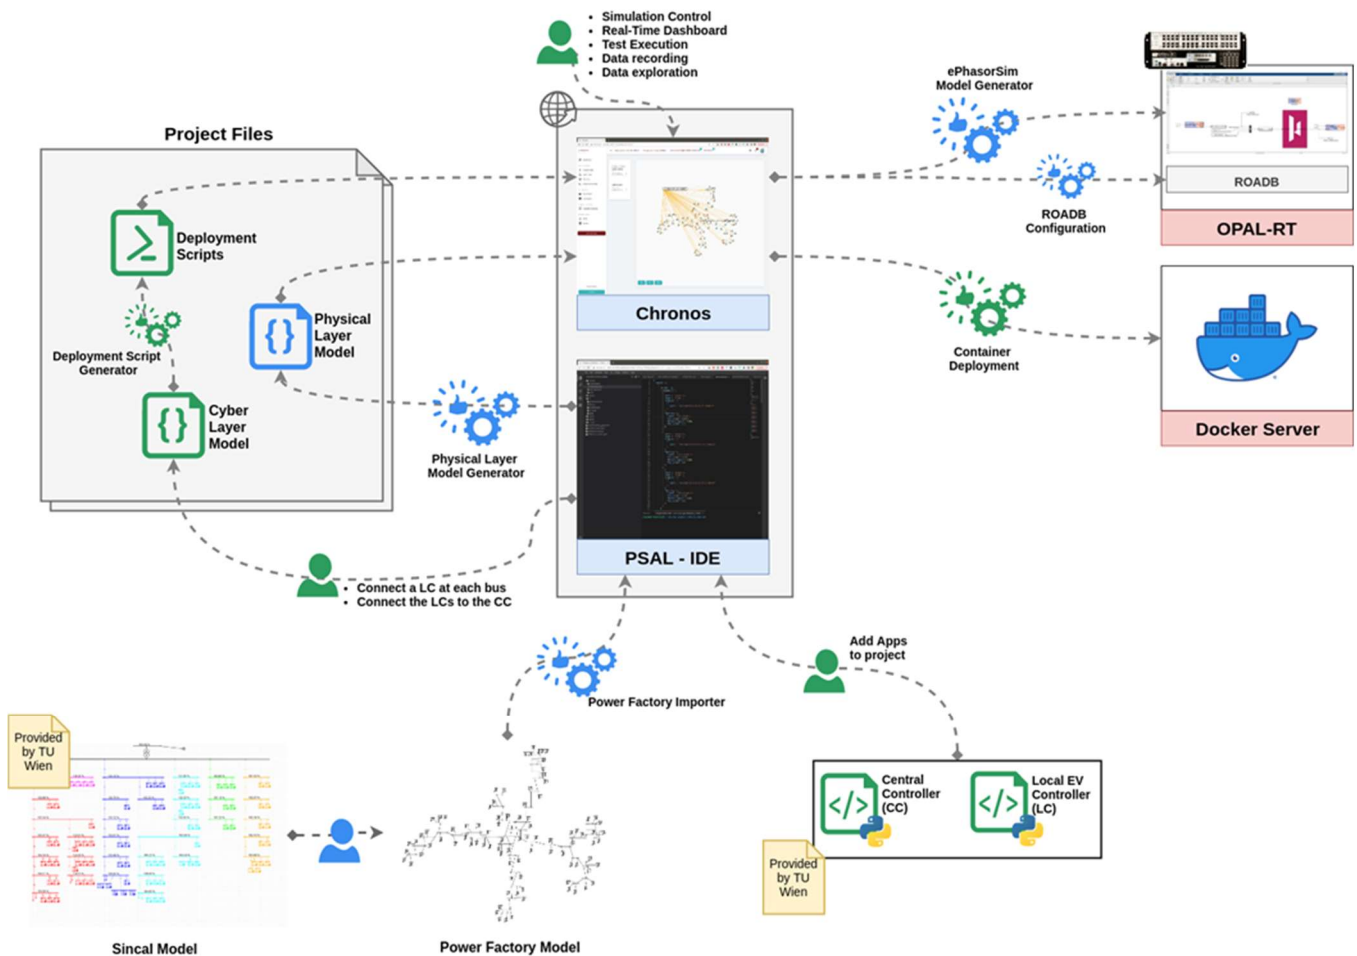 • Simulation Control
• Real-Time Dashboard
• Test Execution
• Data recording
• Data exploration
ePhasorSim
Model Generator
Project Files
Deployment
Scripts
Physical
Layer
Model
Deployment Script
Generator
Cyber
Layer
Model
Physical Layer
Model Generator
Chronos
PSAL - IDE
ROADB
Configuration
ROADB
OPAL-RT
Container
Deployment
Docker Server
• Connect a LC at each bus
• Connect the LCs to the CC
Add Apps
to project
Power Factory Importer
Provided
by TU
Wien
Sincal Model
Power Factory Model
Central
Controller
(CC)
Local EV
Controller
(LC)
Provided
by TU
Wien